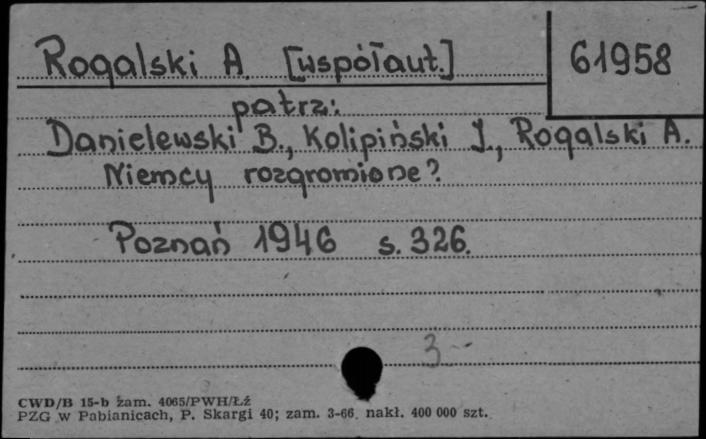 Rogalski A. [współaut.]
61958
patrz:
Danielewski B., Kolipiński J., Rogalski A.
Niemcy rozgromione?
Poznań 1946 s. 326.
3-
CWD/B 15-b zam. 4065/PWH/Łź
PZG w Pabianicach, P. Skargi 40; zam. 3-66. nakł. 400 000 szt.